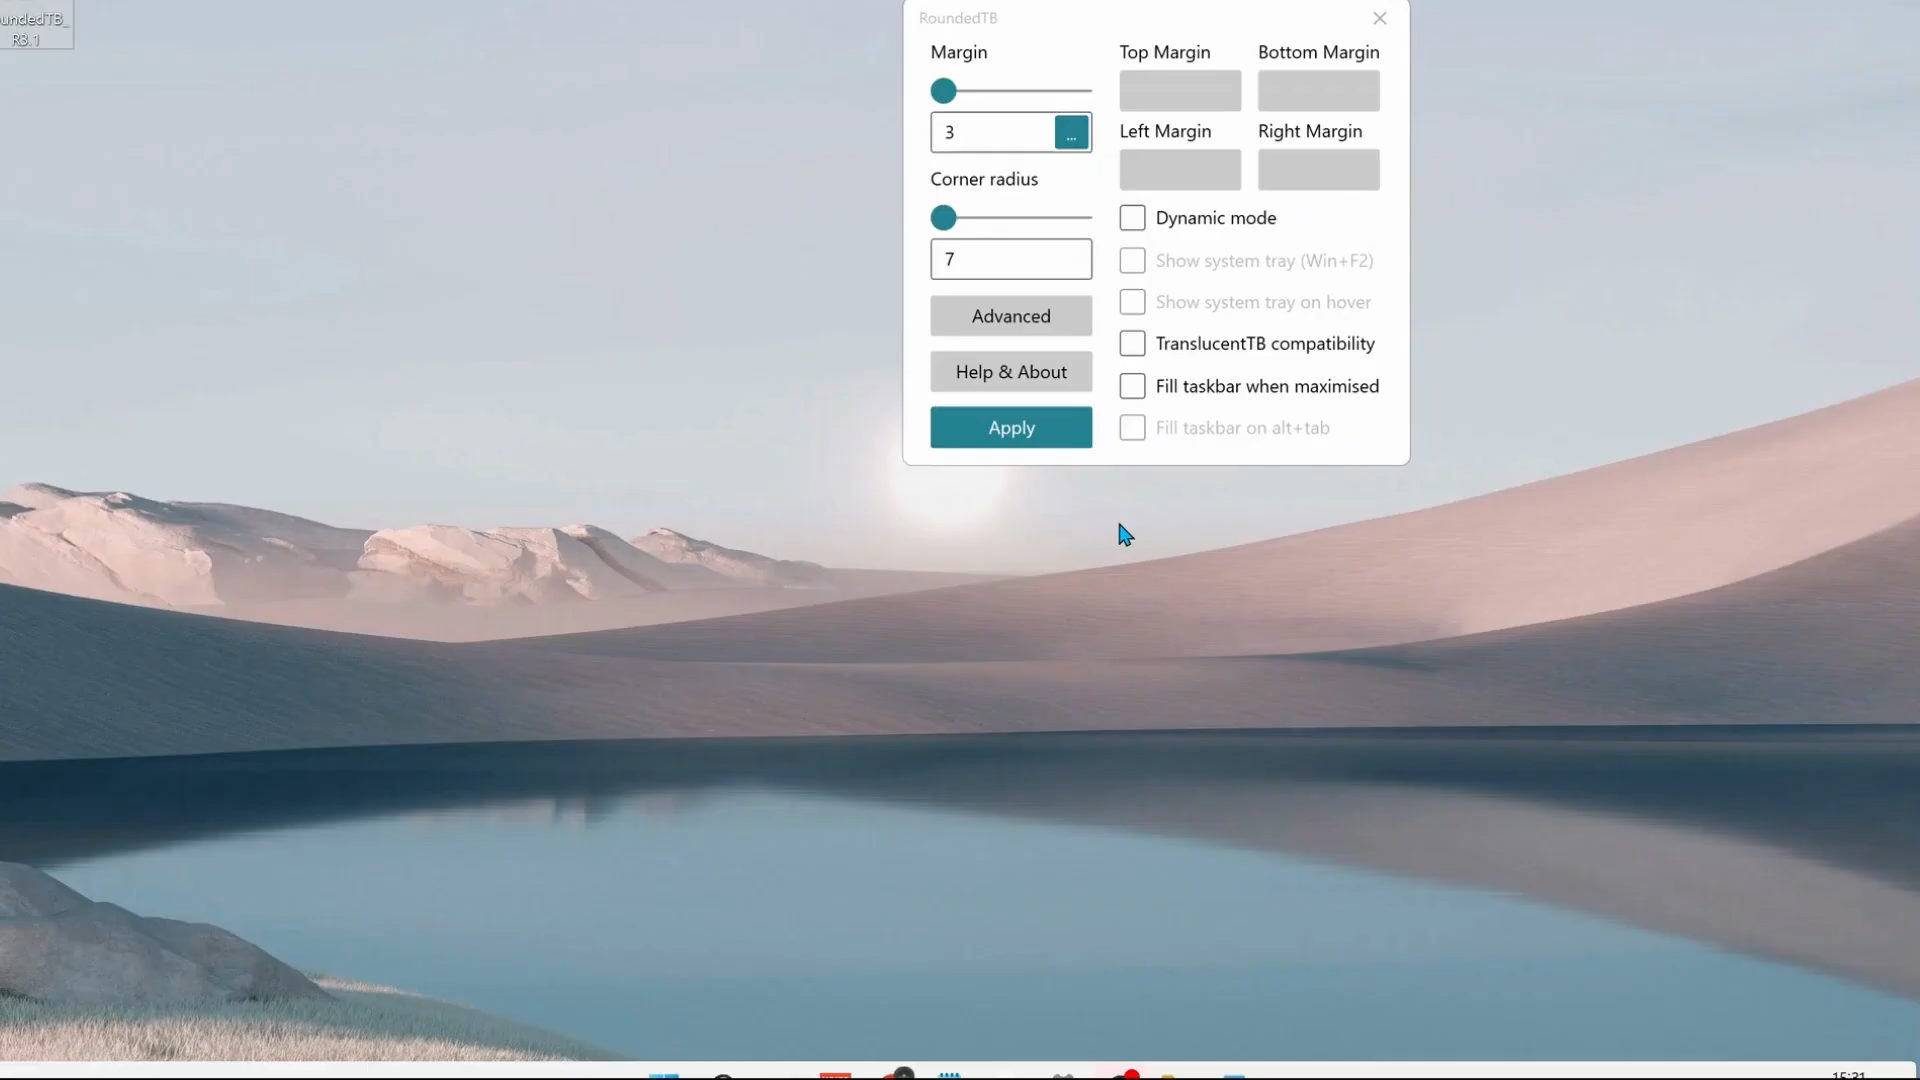 R3.1
RoundedTB
Margin
Top Margin
Bottom Margin
3
...
Left Margin
Right Margin
Corner radius
Dynamic mode
7
Show system tray (Win+F2)
Show system tray on hover
Advanced
TranslucentTB compatibility
Help & About
Fill taskbar when maximised
Apply
Fill taskbar on alt+tab
15:31